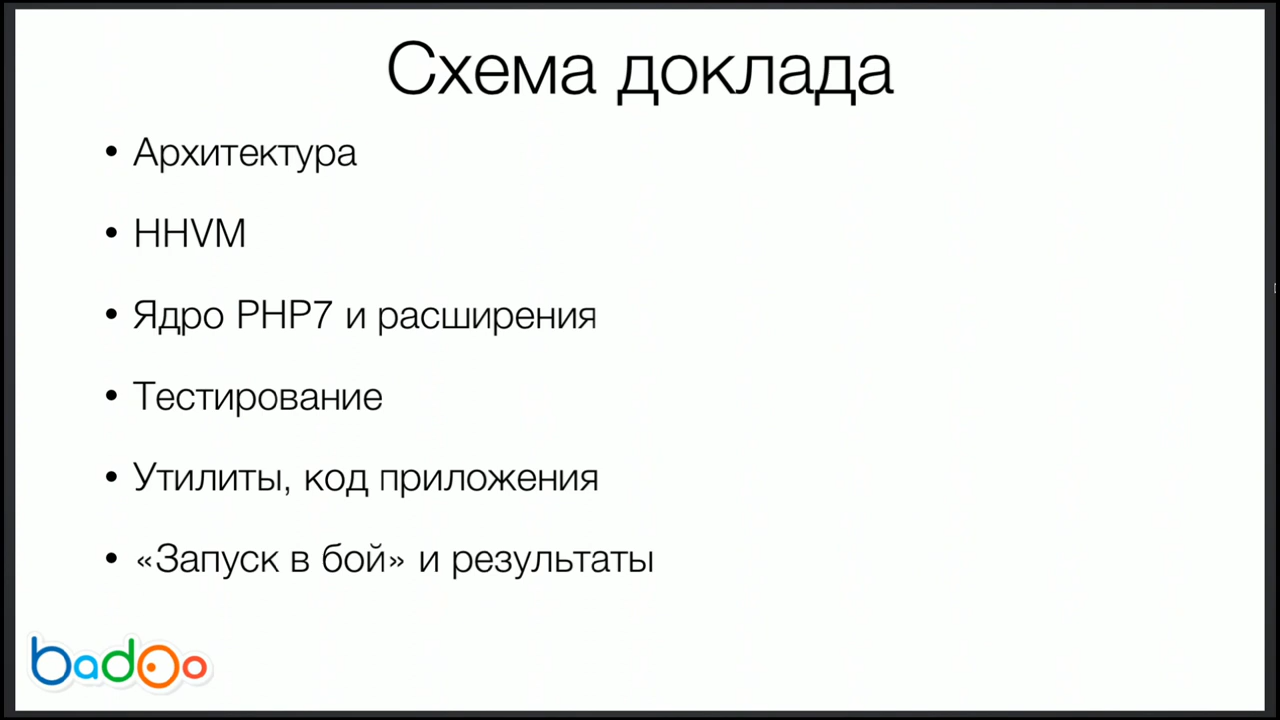 Схема доклада
• Архитектура
• HHVM
• Ядро PHP7 и расширения
• Тестирование
• Утилиты, код приложения
• «Запуск в бой» и результаты
badoo